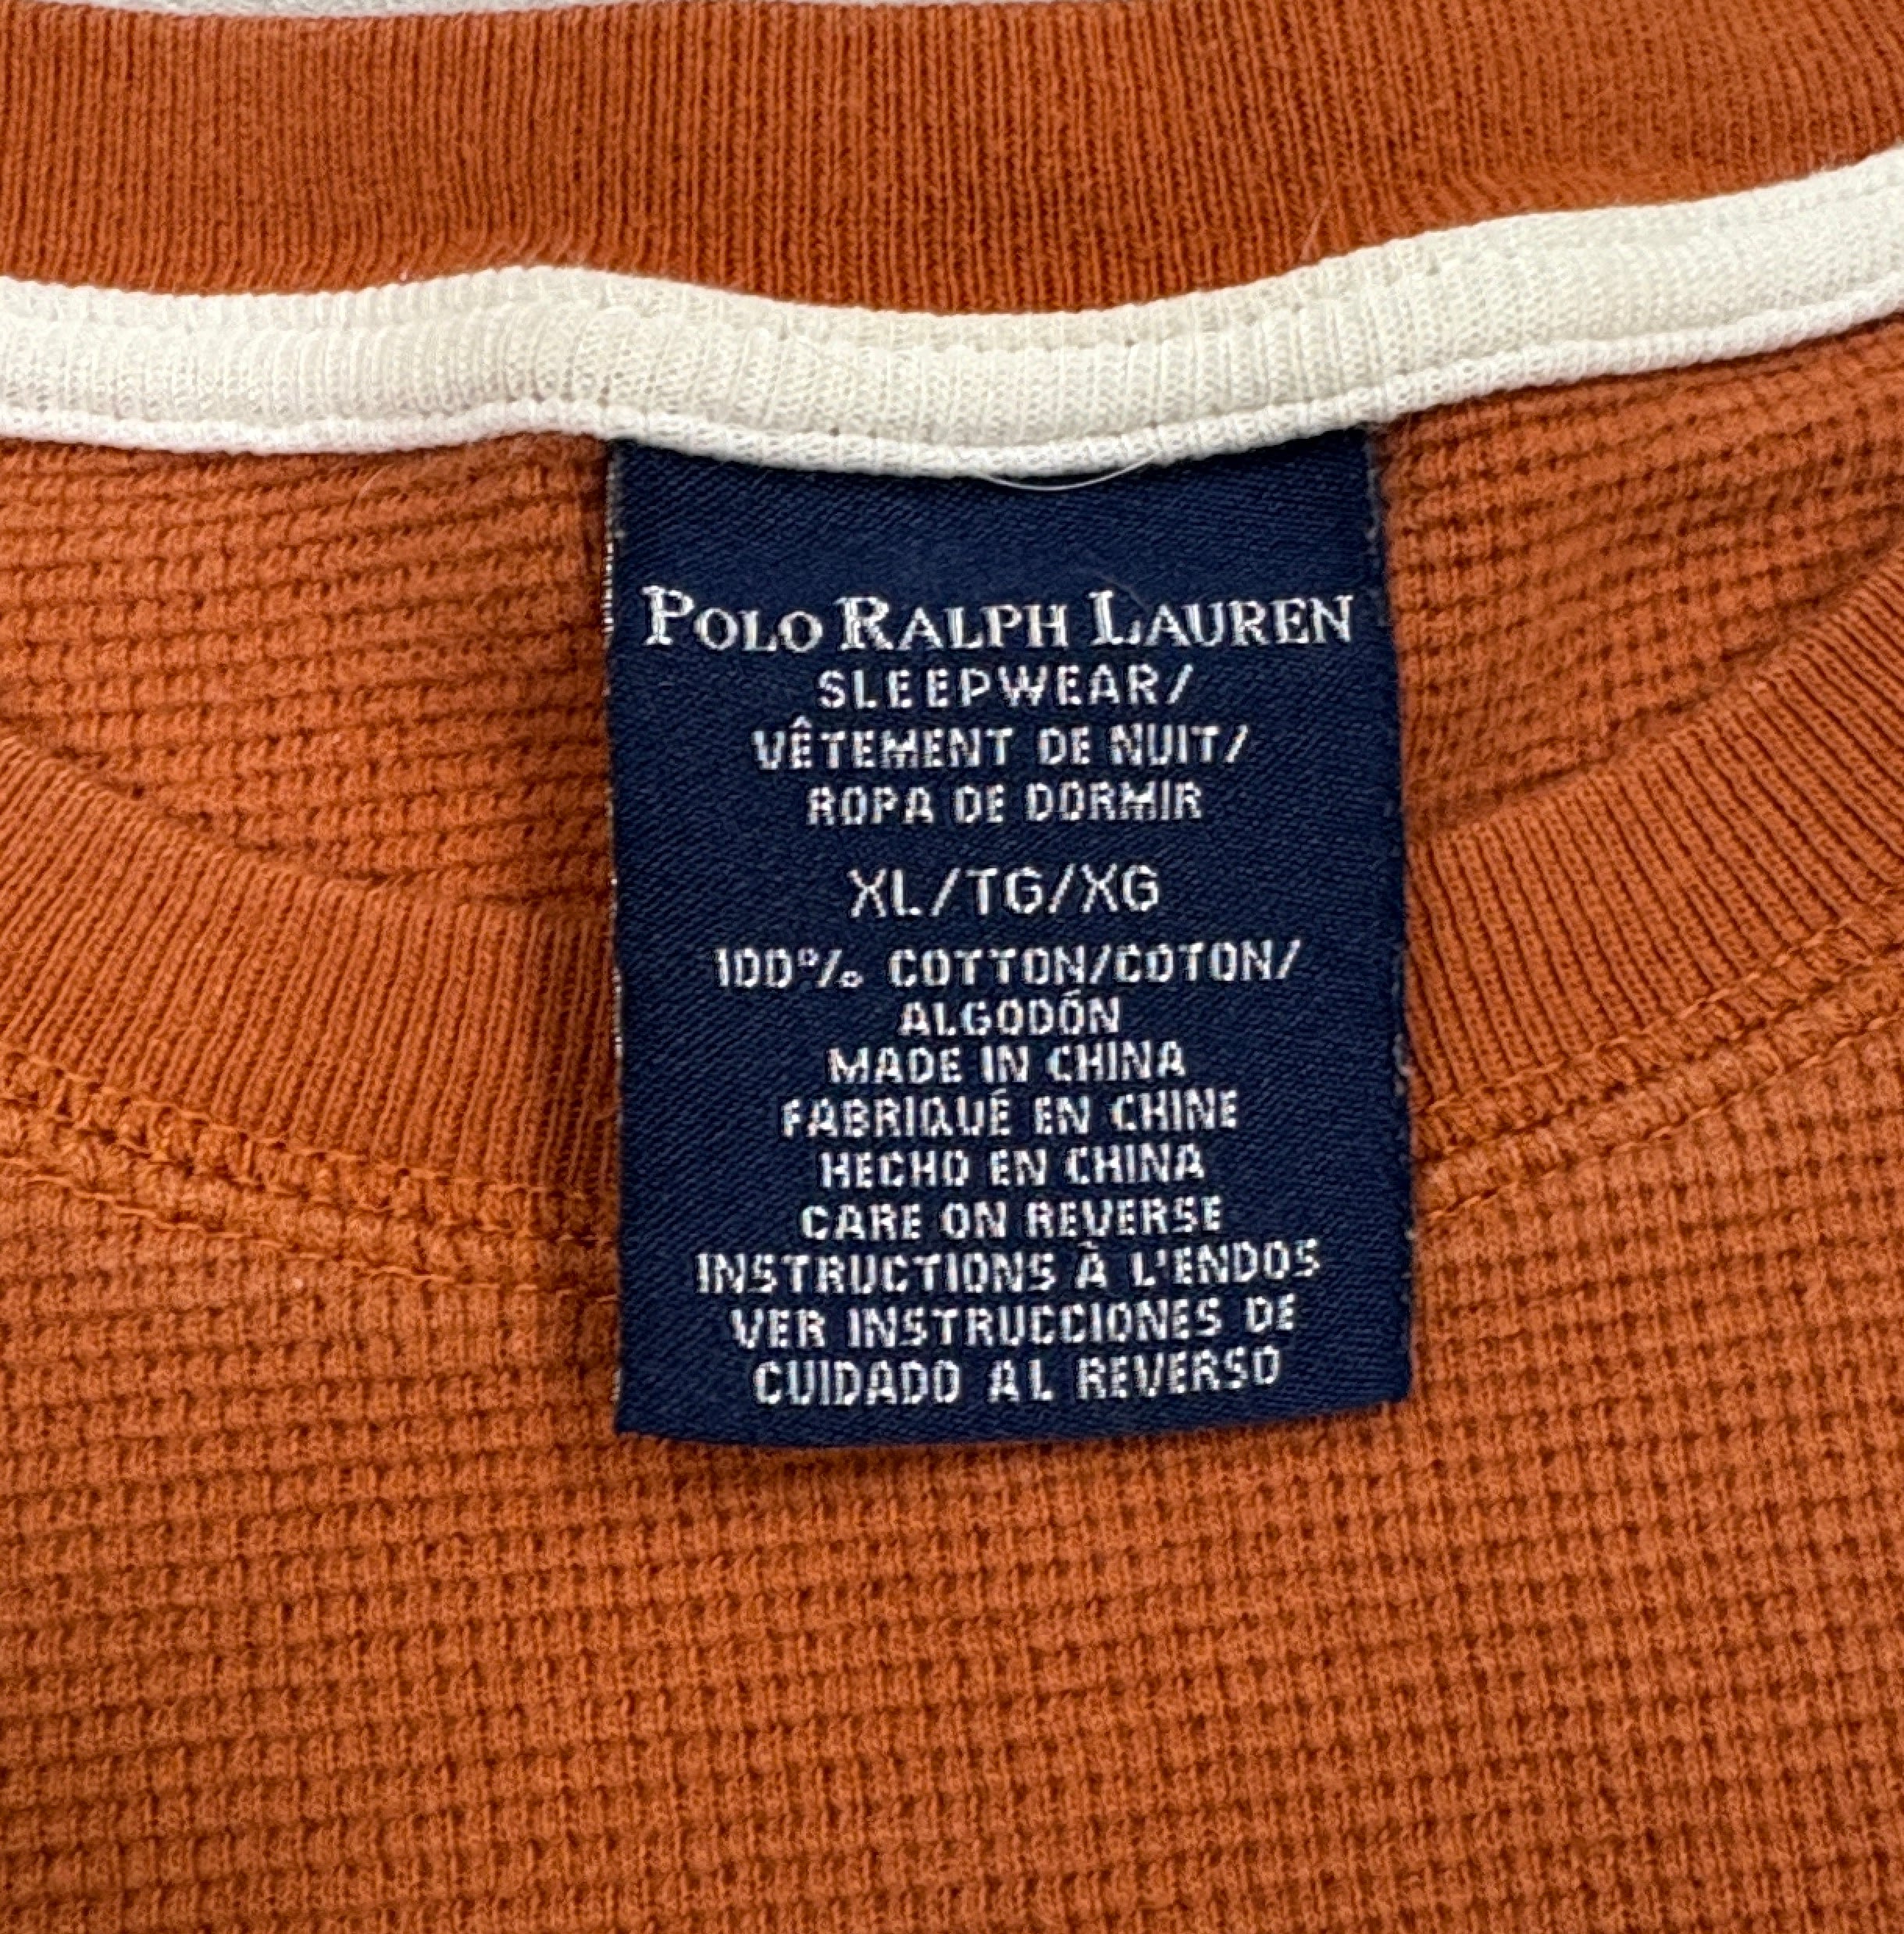 POLO RALPH LAUREN
SLEEPWEAR/
VÊTEMENT DE NUIT/
ROPA DE DORMIR
XL/TG/XG
100% COTTON/COTON/
ALGODÓN
MADE IN CHINA
FABRIQUÉ EN CHINE
HECHO EN CHINA
CARE ON REVERSE
INSTRUCTIONS À L'ENDOS
VER INSTRUCCIONES DE
CUIDADO AL REVERSO